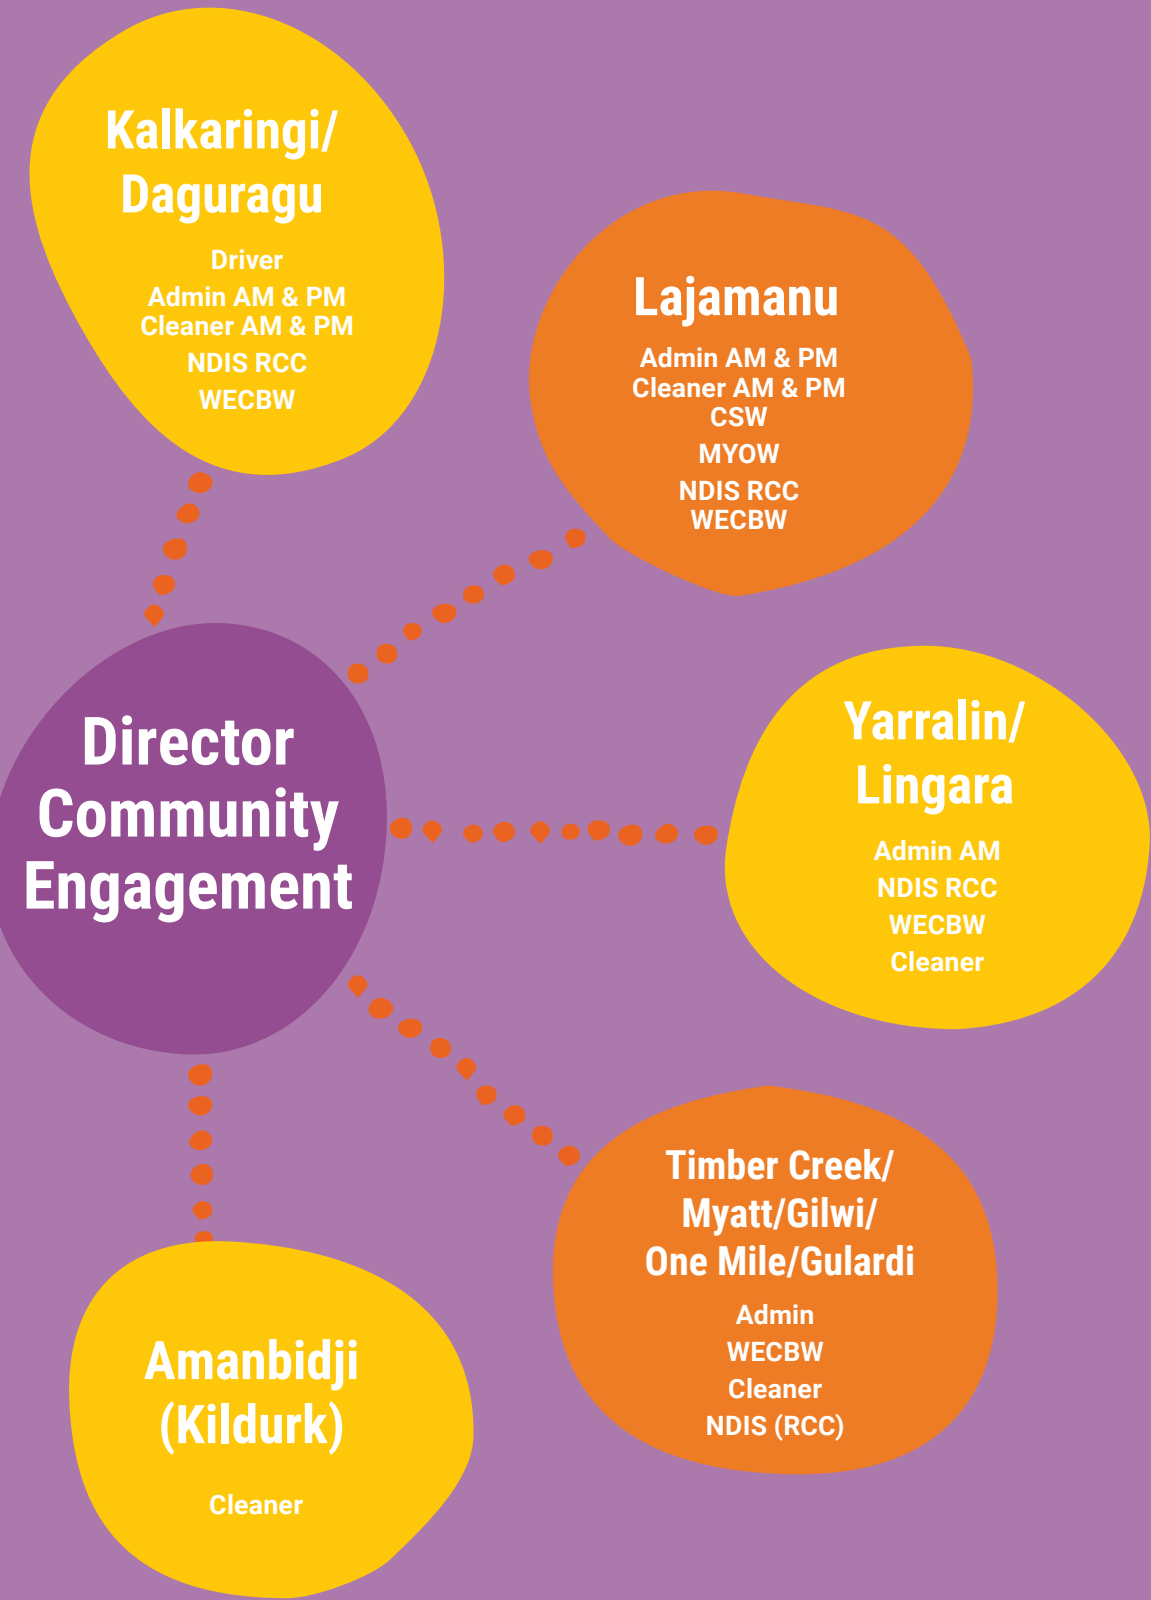 Kalkaringi/
Daguragu
Driver
Admin AM & PM
Cleaner AM & PM
NDIS RCC
WECBW
Lajamanu
Admin AM & PM
Cleaner AM & PM
CSW
MYOW
NDIS RCC
WECBW
Director
Community
Engagement
Yarralin/
Lingara
Admin AM
NDIS RCC
WECBW
Cleaner
Timber Creek/
Myatt/Gilwi/
One Mile/Gulardi
Admin
WECBW
Cleaner
NDIS (RCC)
Amanbidji
(Kildurk)
Cleaner